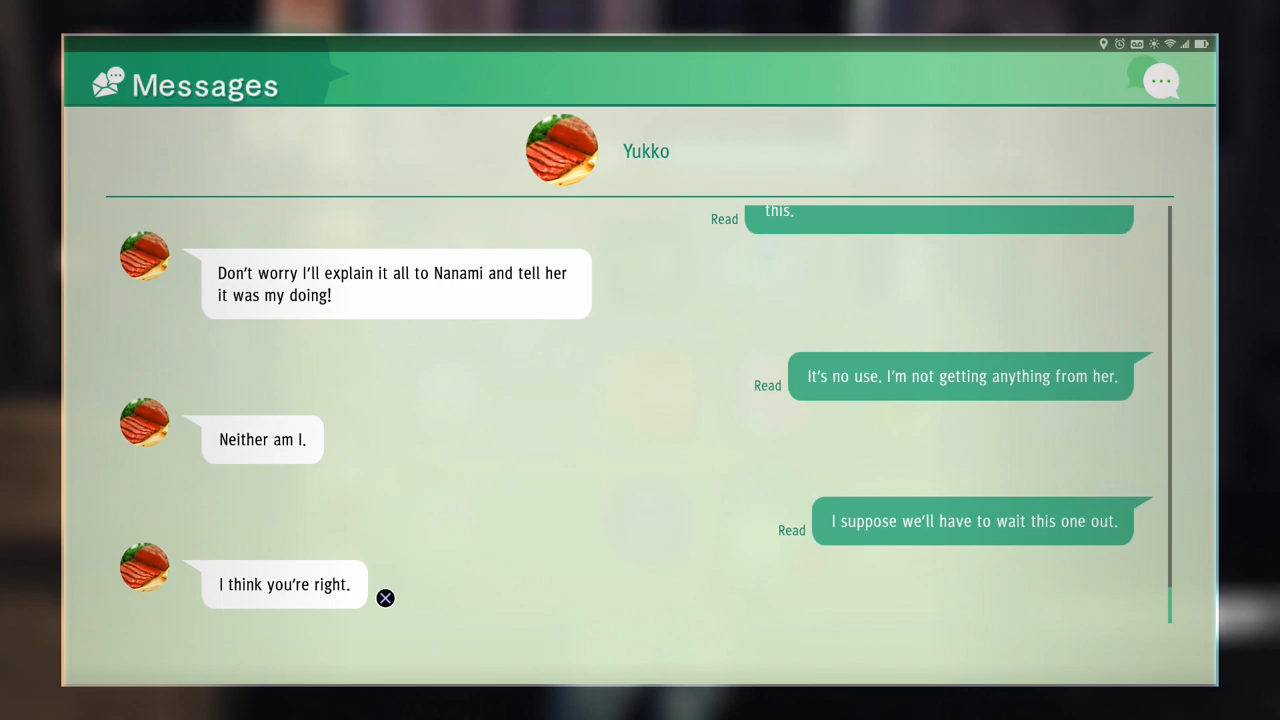 Messages
Yukko
this.
Read
Don't worry I'll explain it all to Nanami and tell her
it was my doing!
It's no use. I'm not getting anything from her.
Read
Neither am I.
I suppose we'll have to wait this one out.
Read
I think you're right.